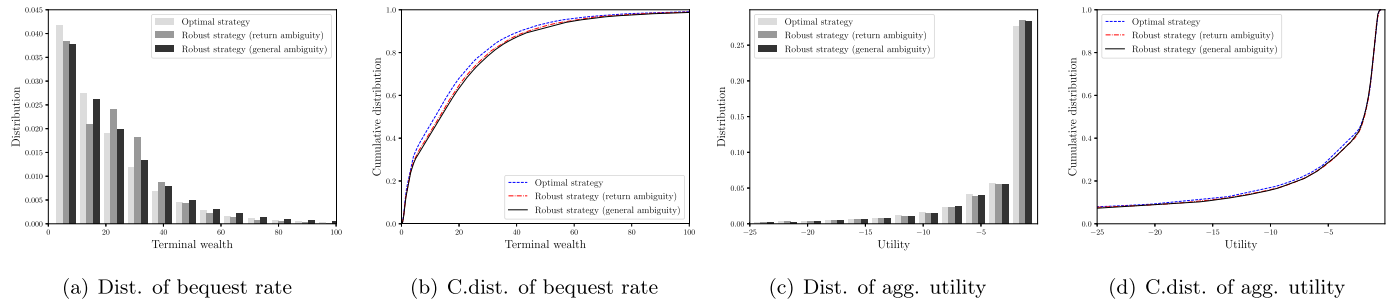 0.045
0.040
0.035
0.030
0.025
0.020
0.015
0.010
0.005
0.000
Distribution
Optimal strategy
Robust strategy (return ambiguity)
Robust strategy (general ambiguity)
0 20 40 60 80 100
Terminal wealth
(a) Dist. of bequest rate
1.0
0.8
0.6
0.4
0.2
0.0
Cumulative distribution
Optimal strategy
Robust strategy (return ambiguity)
Robust strategy (general ambiguity)
0 20 40 60 80 100
Terminal wealth
(b) C.dist. of bequest rate
0.25
0.20
0.15
0.10
0.05
0.00
Distribution
Optimal strategy
Robust strategy (return ambiguity)
Robust strategy (general ambiguity)
−25 −20 −15 −10 −5
Utility
(c) Dist. of agg. utility
1.0
0.8
0.6
0.4
0.2
0.0
Cumulative distribution
Optimal strategy
Robust strategy (return ambiguity)
Robust strategy (general ambiguity)
−25 −20 −15 −10 −5
Utility
(d) C.dist. of agg. utility